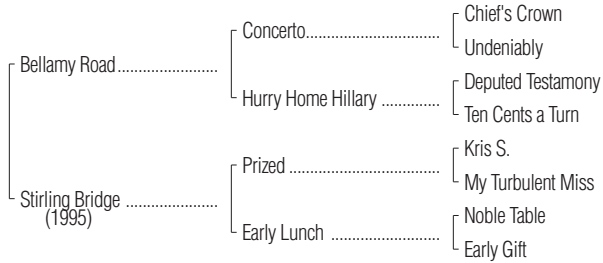 Chief's Crown
Concerto
Undeniably
Bellamy Road
Deputed Testamony
Hurry Home Hillary
Ten Cents a Turn
Kris S.
Prized
My Turbulent Miss
Stirling Bridge
(1995)
Noble Table
Early Lunch
Early Gift